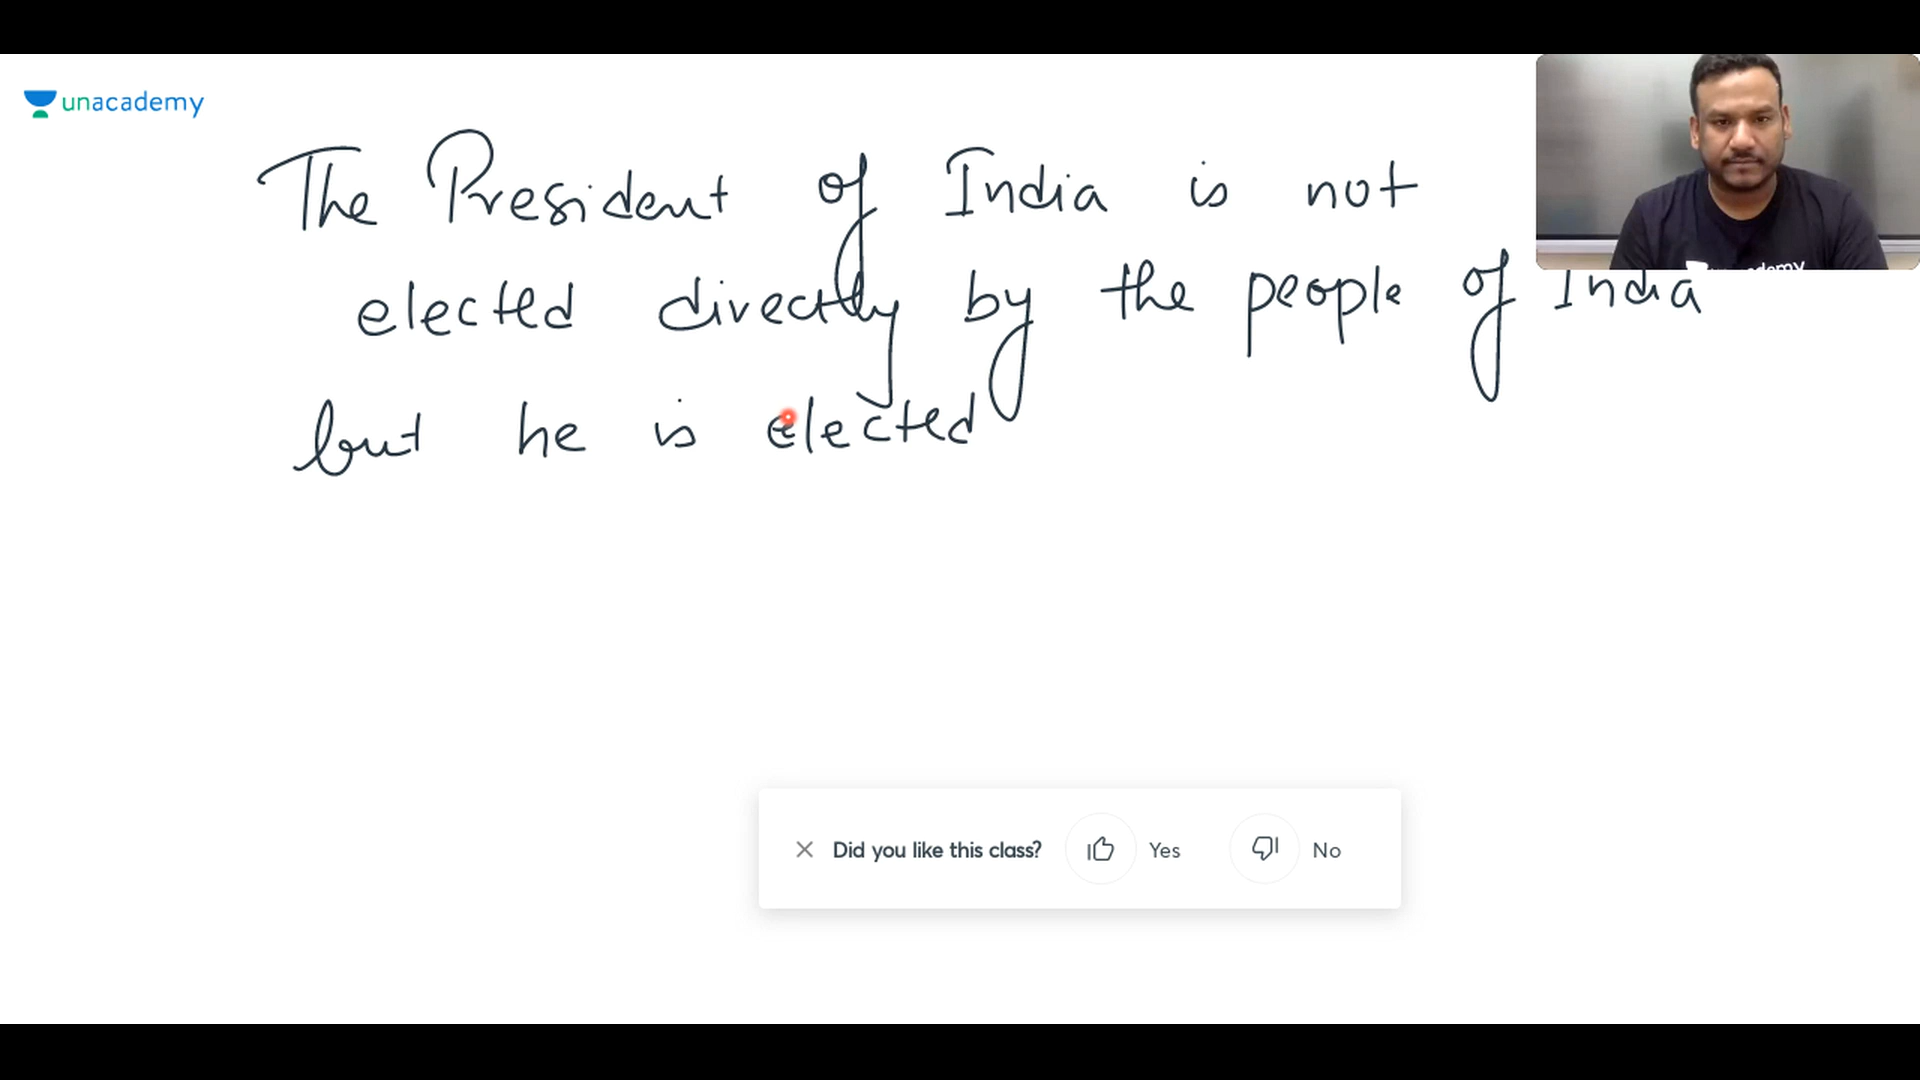 unacademy
The President of India is not
elected directly by the people of India
but he is elected
Did you like this class? Yes No